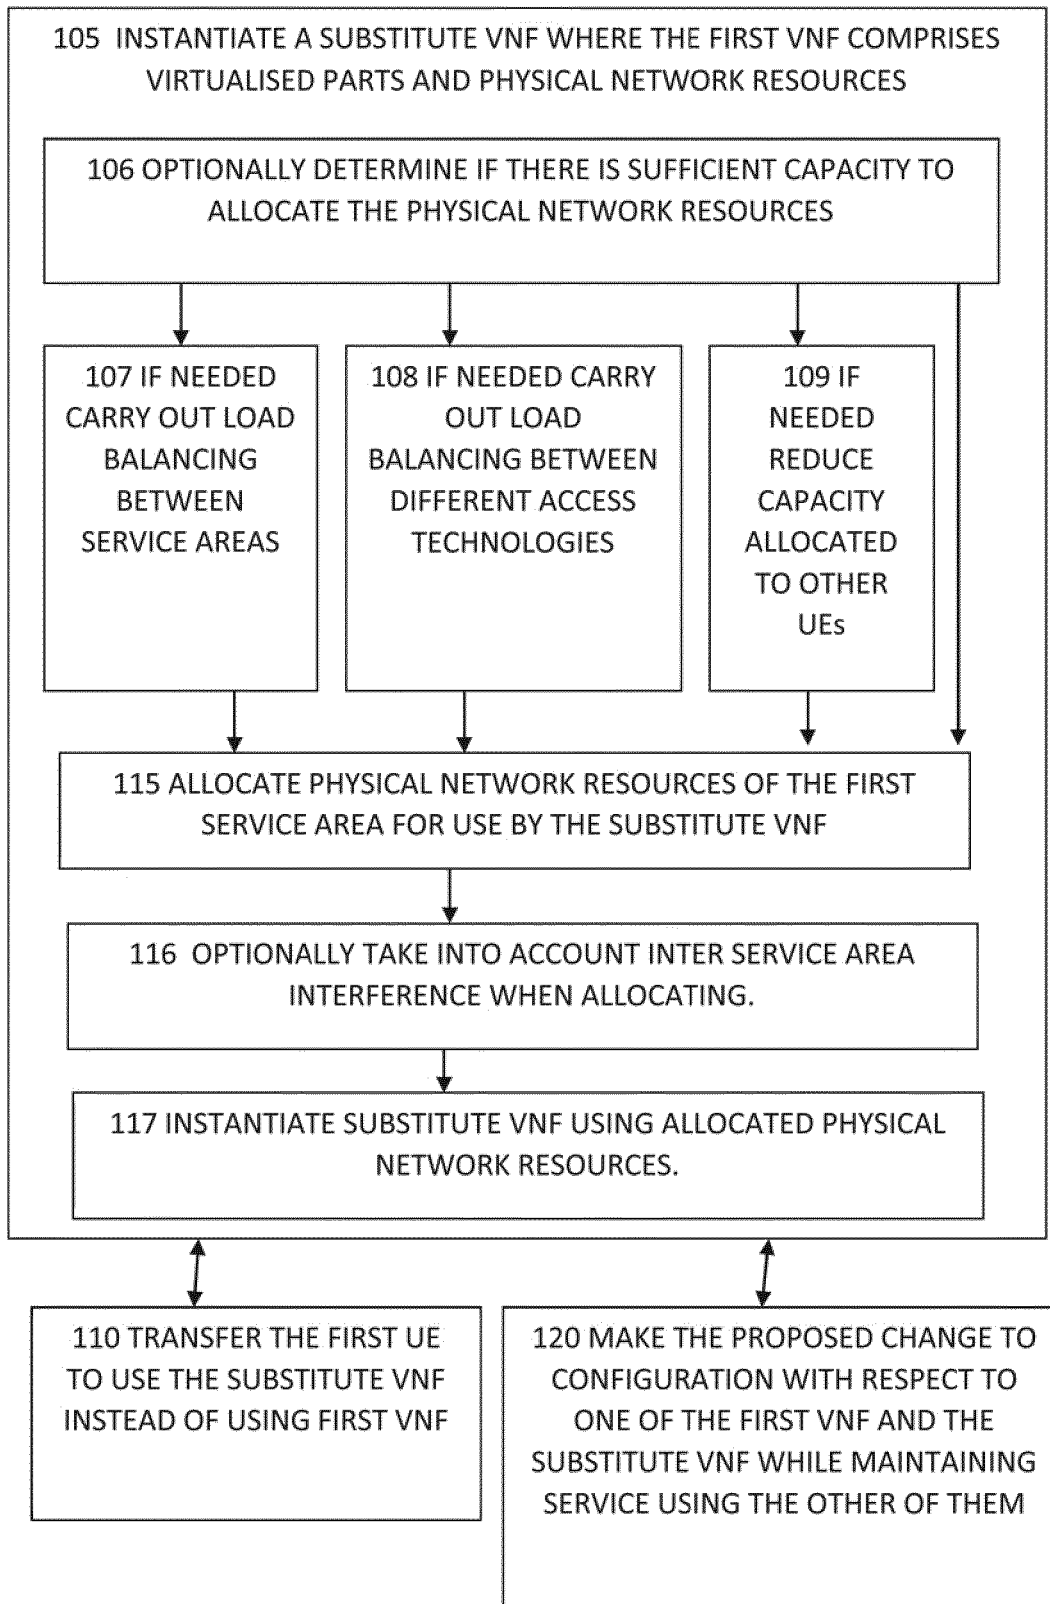 105 INSTANTIATE A SUBSTITUTE VNF WHERE THE FIRST VNF COMPRISES
VIRTUALISED PARTS AND PHYSICAL NETWORK RESOURCES
106 OPTIONALLY DETERMINE IF THERE IS SUFFICIENT CAPACITY TO
ALLOCATE THE PHYSICAL NETWORK RESOURCES
107 IF NEEDED
CARRY OUT LOAD
BALANCING
BETWEEN
SERVICE AREAS
108 IF NEEDED CARRY
OUT LOAD
BALANCING BETWEEN
DIFFERENT ACCESS
TECHNOLOGIES
109 IF
NEEDED
REDUCE
CAPACITY
ALLOCATED
TO OTHER
UEs
115 ALLOCATE PHYSICAL NETWORK RESOURCES OF THE FIRST
SERVICE AREA FOR USE BY THE SUBSTITUTE VNF
116 OPTIONALLY TAKE INTO ACCOUNT INTER SERVICE AREA
INTERFERENCE WHEN ALLOCATING.
117 INSTANTIATE SUBSTITUTE VNF USING ALLOCATED PHYSICAL
NETWORK RESOURCES.
110 TRANSFER THE FIRST UE
TO USE THE SUBSTITUTE VNF
INSTEAD OF USING FIRST VNF
120 MAKE THE PROPOSED CHANGE TO
CONFIGURATION WITH RESPECT TO
ONE OF THE FIRST VNF AND THE
SUBSTITUTE VNF WHILE MAINTAINING
SERVICE USING THE OTHER OF THEM